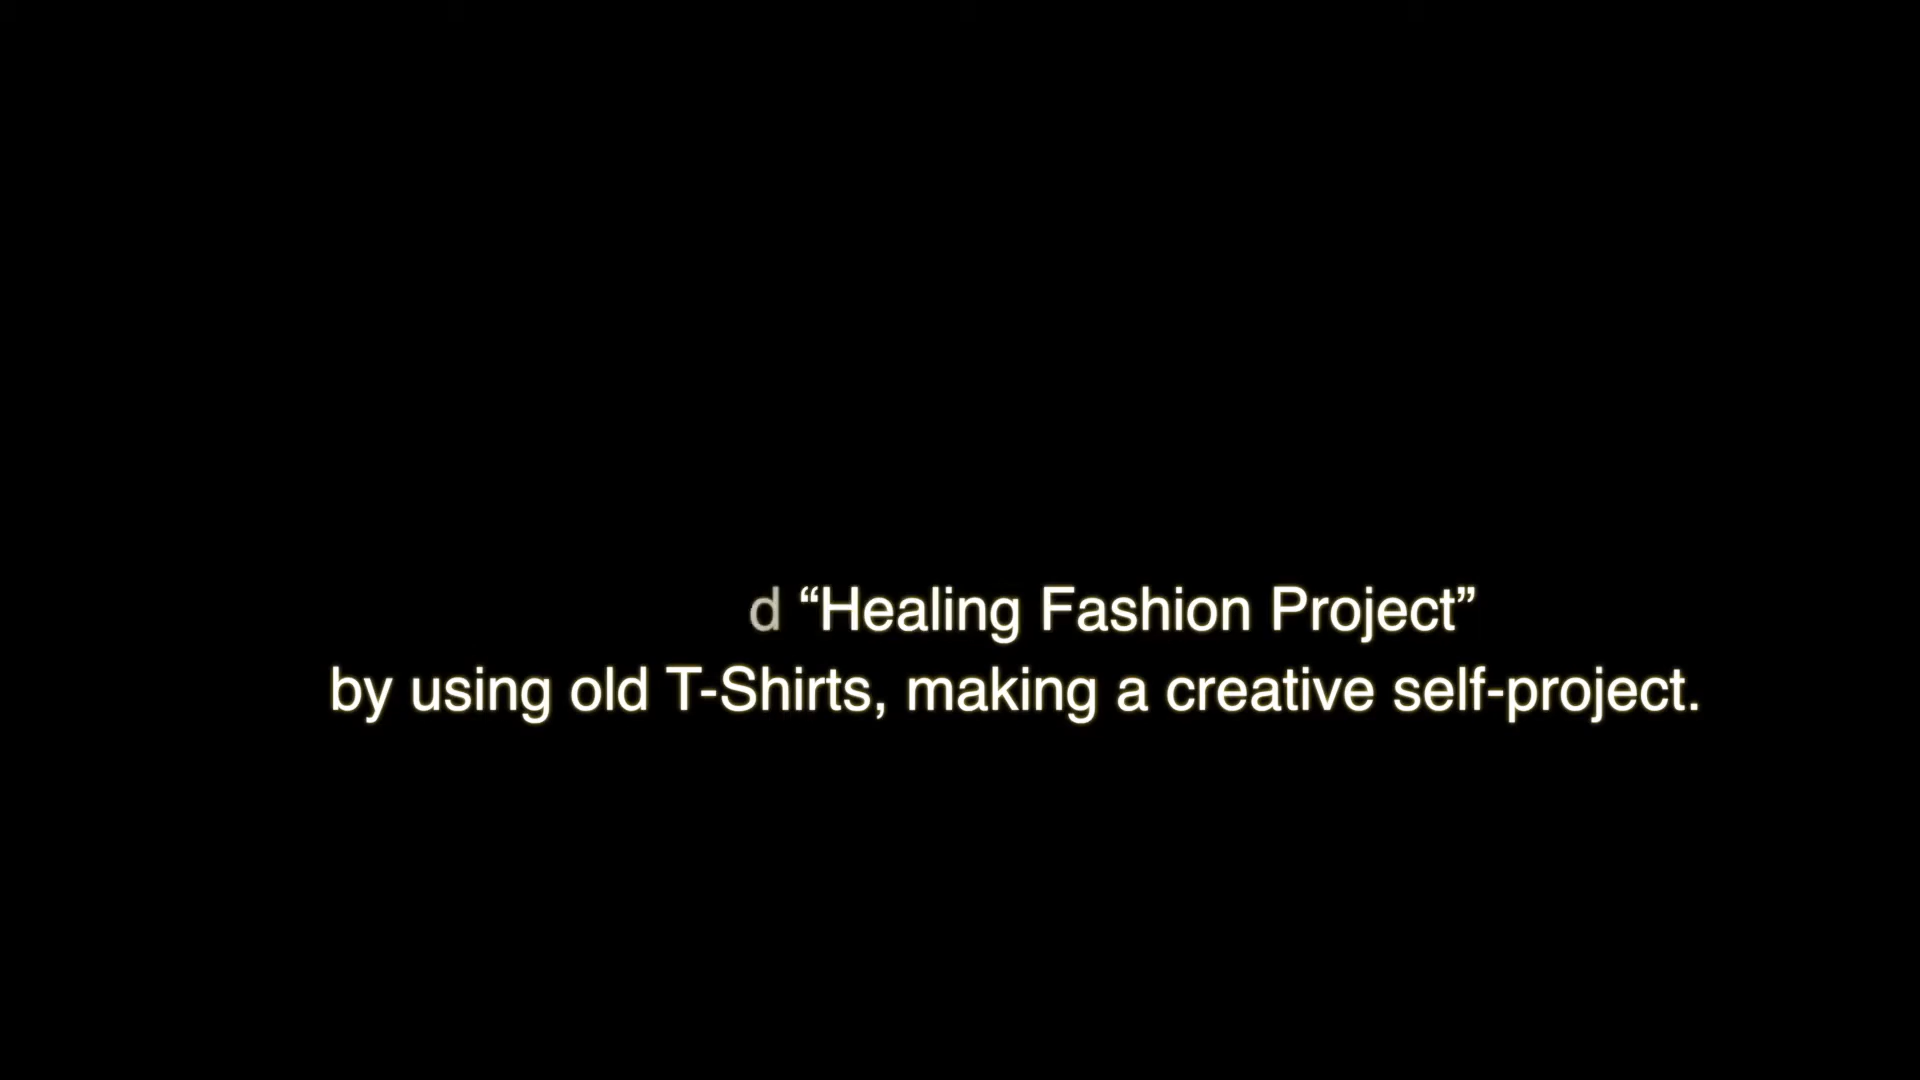 d “Healing Fashion Project”
by using old T-Shirts, making a creative self-project.